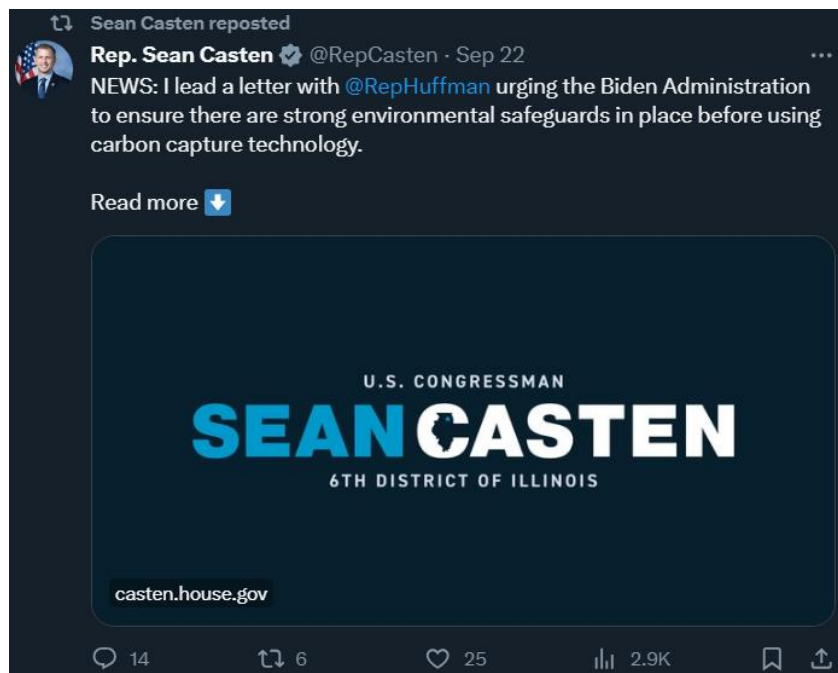 Sean Casten reposted
Rep. Sean Casten @RepCasten · Sep 22
NEWS: I lead a letter with @RepHuffman urging the Biden Administration
to ensure there are strong environmental safeguards in place before using
carbon capture technology.
Read more
U.S. CONGRESSMAN
SEAN CASTEN
6TH DISTRICT OF ILLINOIS
casten.house.gov
14 6 25 2.9K